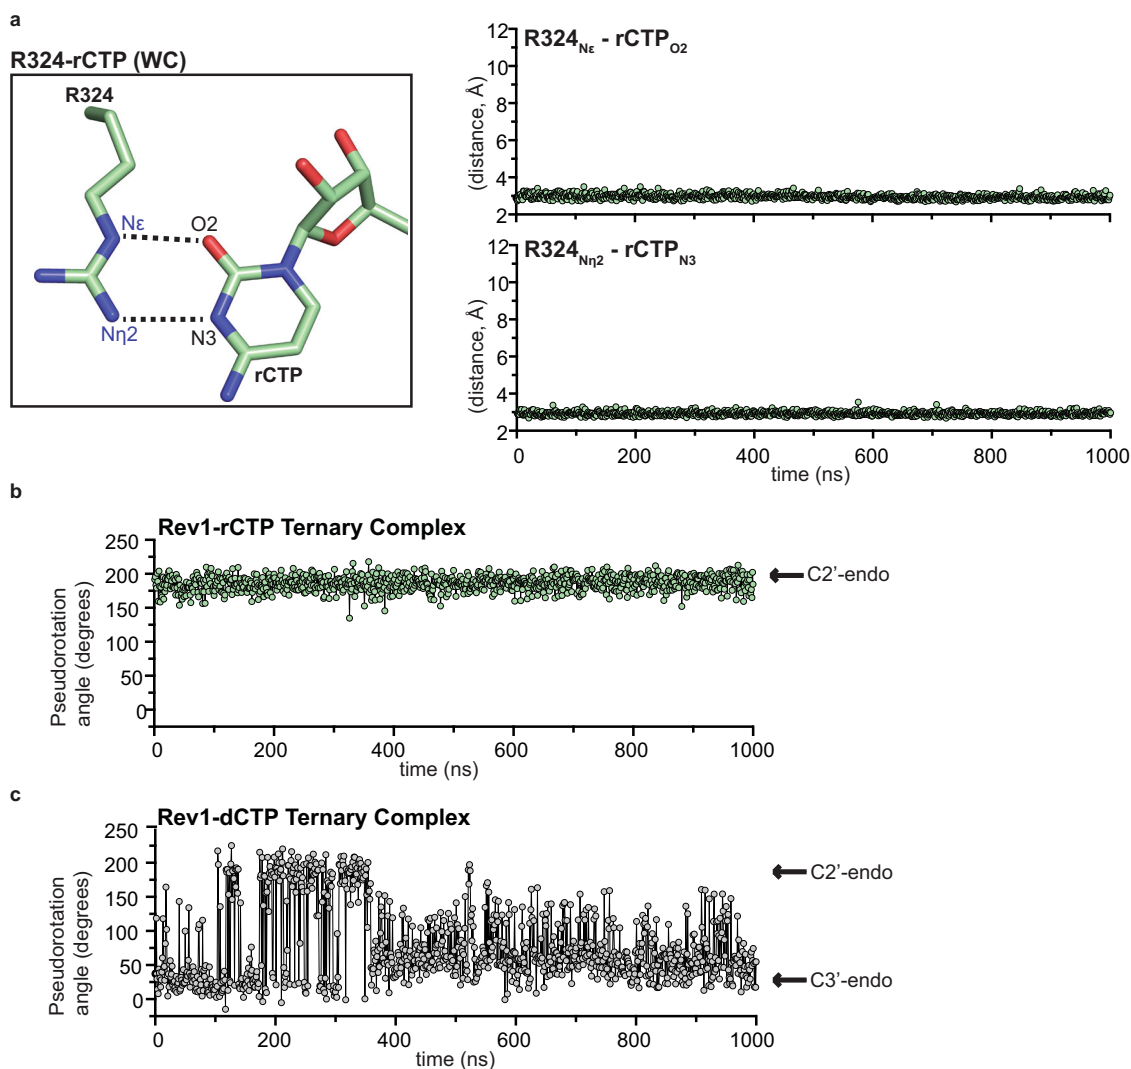 a
R324-rCTP (WC)
R324
Nε
O2
Nη2
N3
rCTP
R324Nε - rCTPO2
(distance, Å)
12
10
8
6
4
2
R324Nη2 - rCTPN3
(distance, Å)
12
10
8
6
4
2
0 200 400 600 800 1000
time (ns)
b
Rev1-rCTP Ternary Complex
Pseudorotation
angle (degrees)
250
200
150
100
50
0
C2'-endo
0 200 400 600 800 1000
time (ns)
c
Rev1-dCTP Ternary Complex
Pseudorotation
angle (degrees)
250
200
150
100
50
0
C2'-endo
C3'-endo
0 200 400 600 800 1000
time (ns)